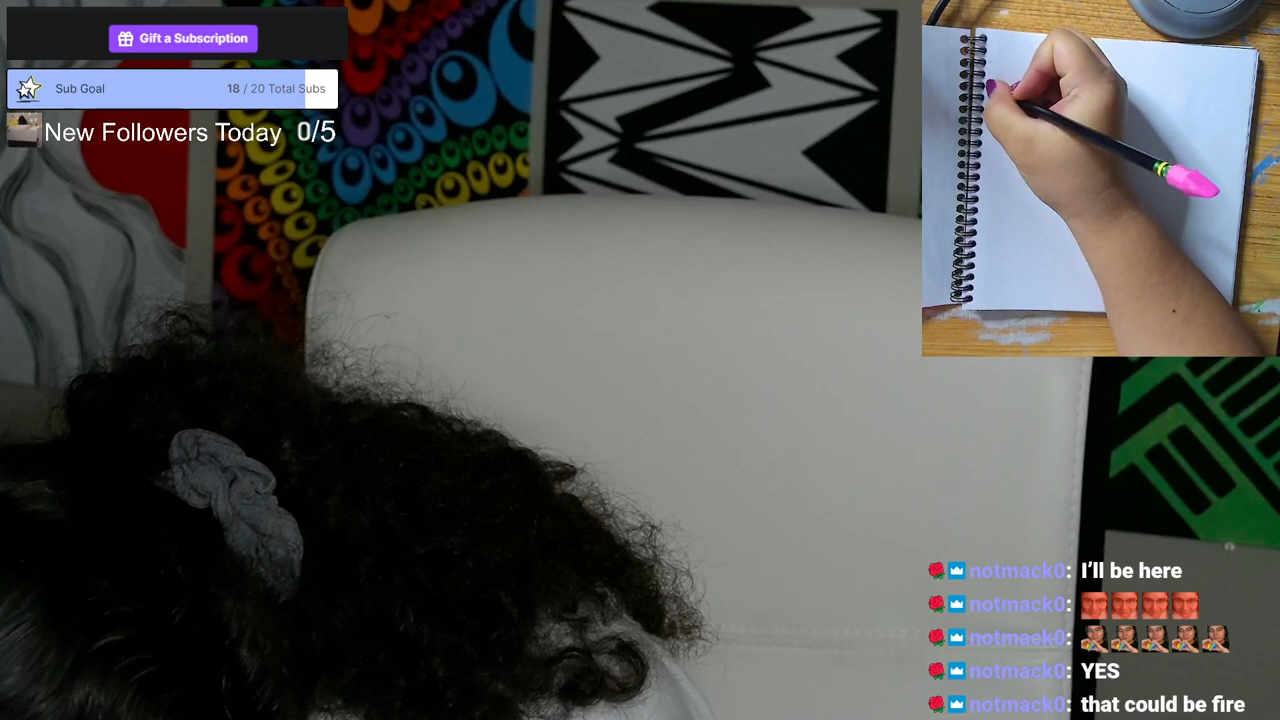 Gift a Subscription
Sub Goal 18 / 20 Total Subs
New Followers Today 0/5
notmack0: I'll be here
notmack0:
notmack0:
notmack0: YES
notmack0: that could be fire